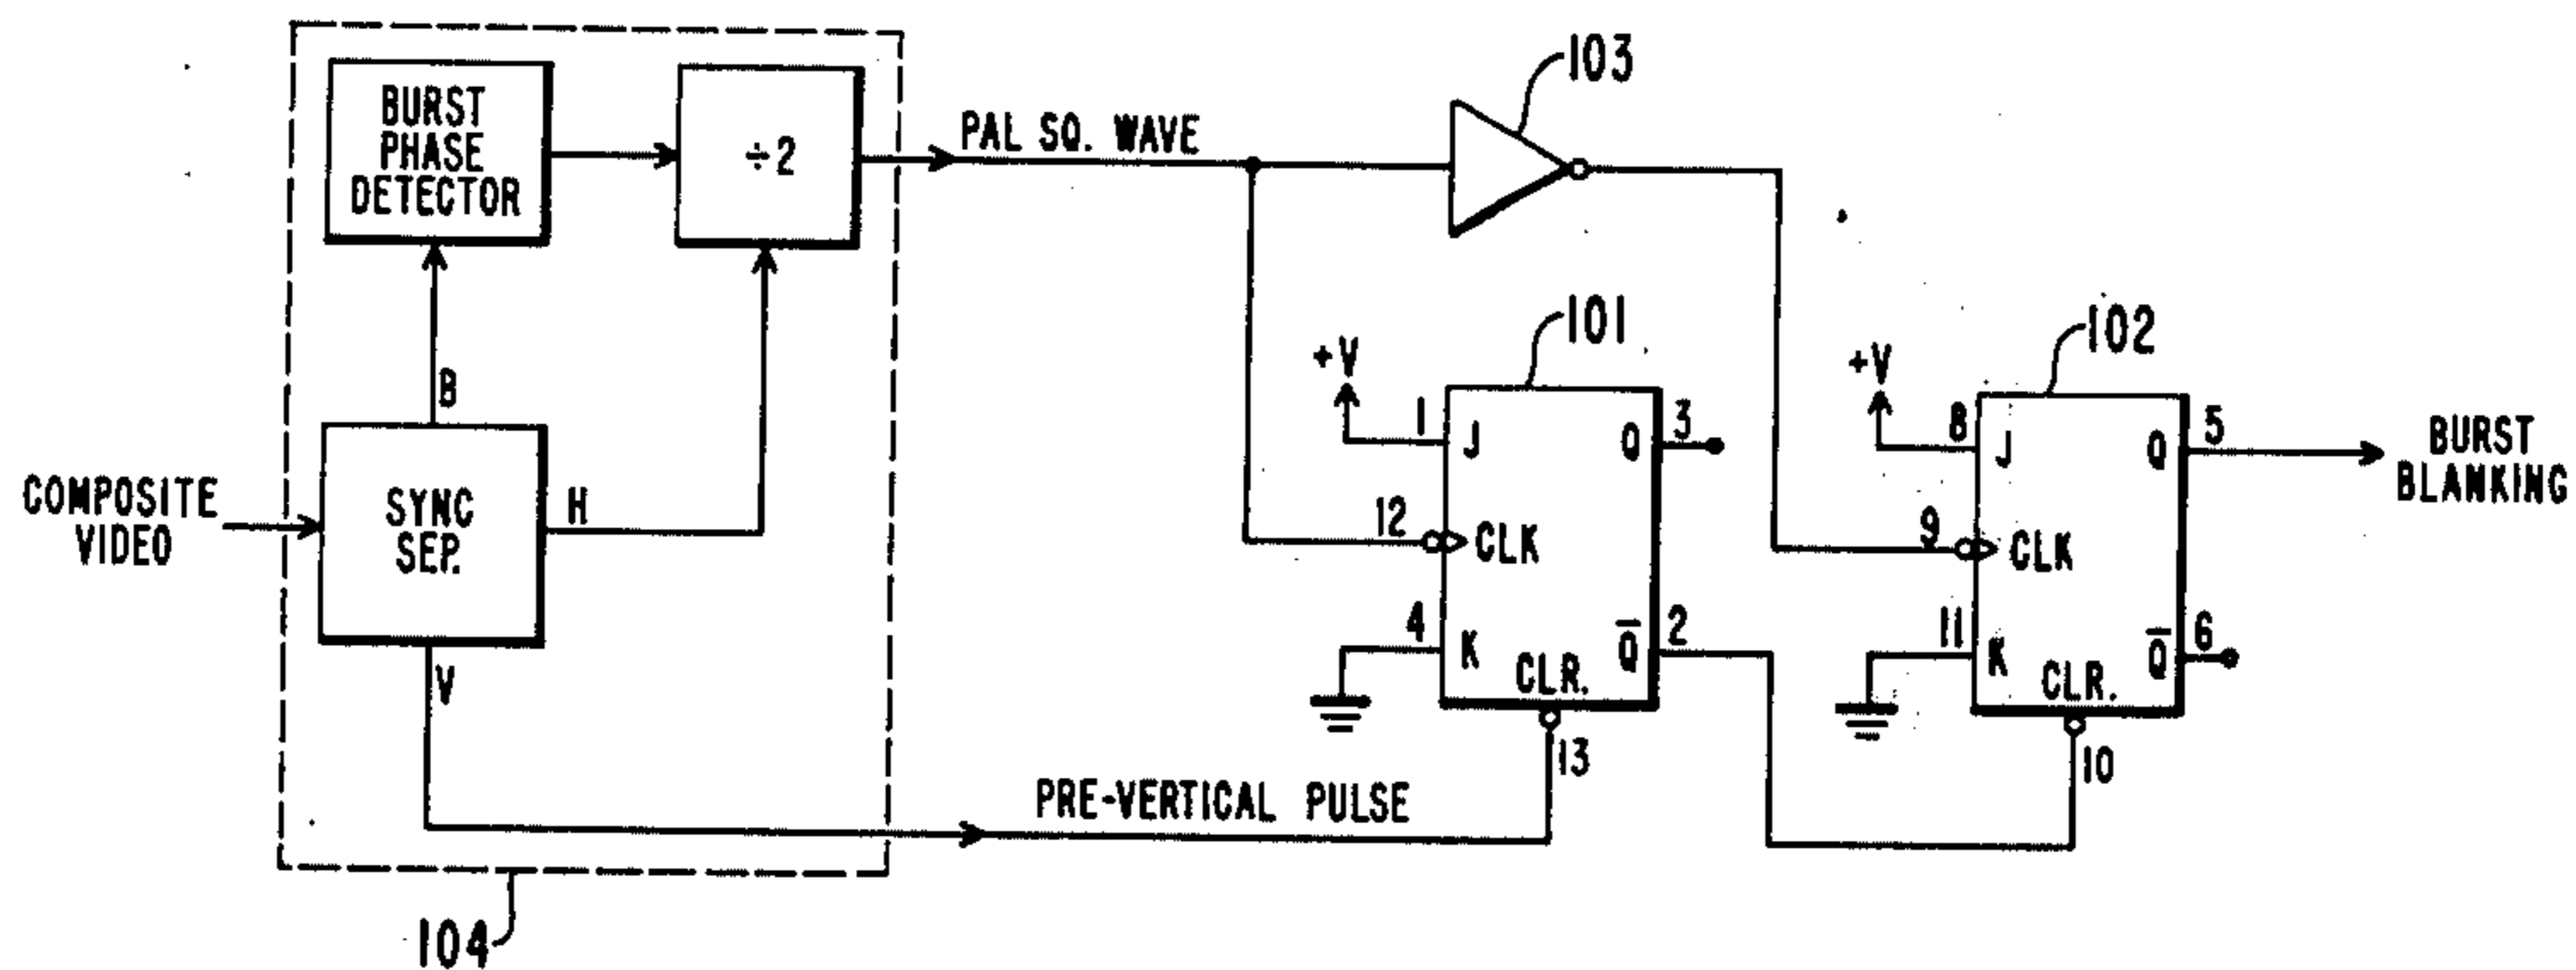 BURST
PHASE
DETECTOR
÷2
PAL SQ. WAVE
103
101
102
B
H
V
COMPOSITE
VIDEO
SYNC
SEP.
+V
1
J
Q
3
12
CLK
4
K
Q̅
2
CLR.
13
+V
8
J
Q
5
9
CLK
11
K
Q̅
6
CLR.
10
BURST
BLANKING
PRE-VERTICAL PULSE
104